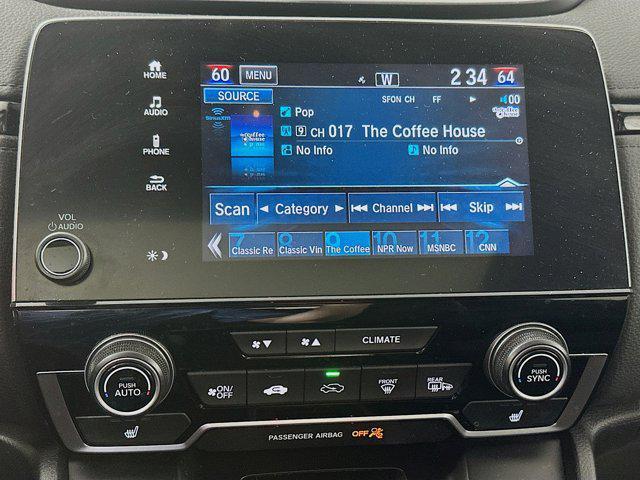 HOME
AUDIO
PHONE
BACK
VOL
AUDIO
60 MENU W 2 34 64
SOURCE SFON CH FF 00
SiriusXM
Pop
9 CH 017 The Coffee House
No Info No Info
Scan Category Channel Skip
7 8 9 10 11 12
Classic Re Classic Vin The Coffee NPR Now MSNBC CNN
CLIMATE
PUSH AUTO
ON/OFF
FRONT
REAR
PUSH SYNC
PASSENGER AIRBAG OFF